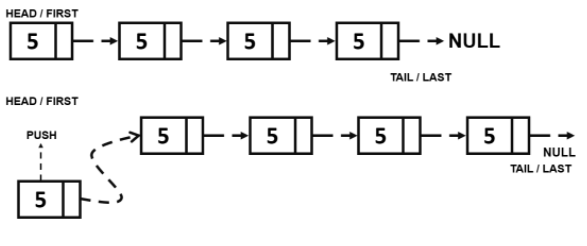 HEAD / FIRST
5 5 5 5 NULL
TAIL / LAST
HEAD / FIRST
PUSH
5 5 5 5
NULL
TAIL / LAST
5